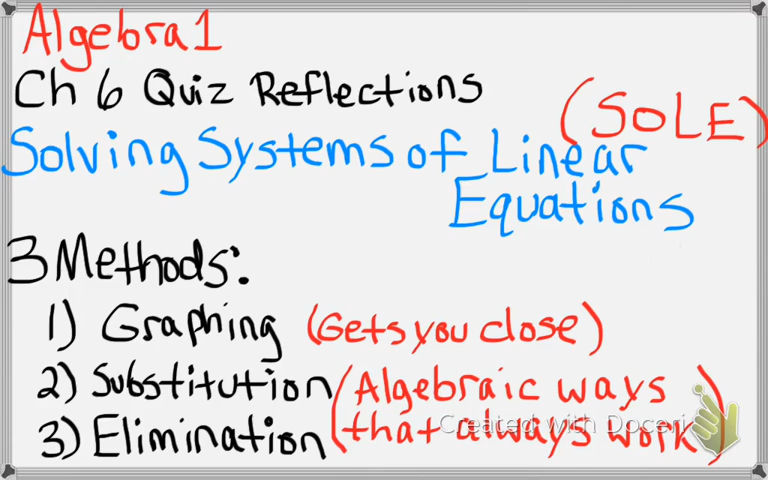 Algebra 1
Ch 6 Quiz Reflections
(SOLE)
Solving Systems of Linear
Equations
3 Methods:
1) Graphing (Gets you close)
2) Substitution (Algebraic ways
3) Elimination that always work)
Created with Doceri